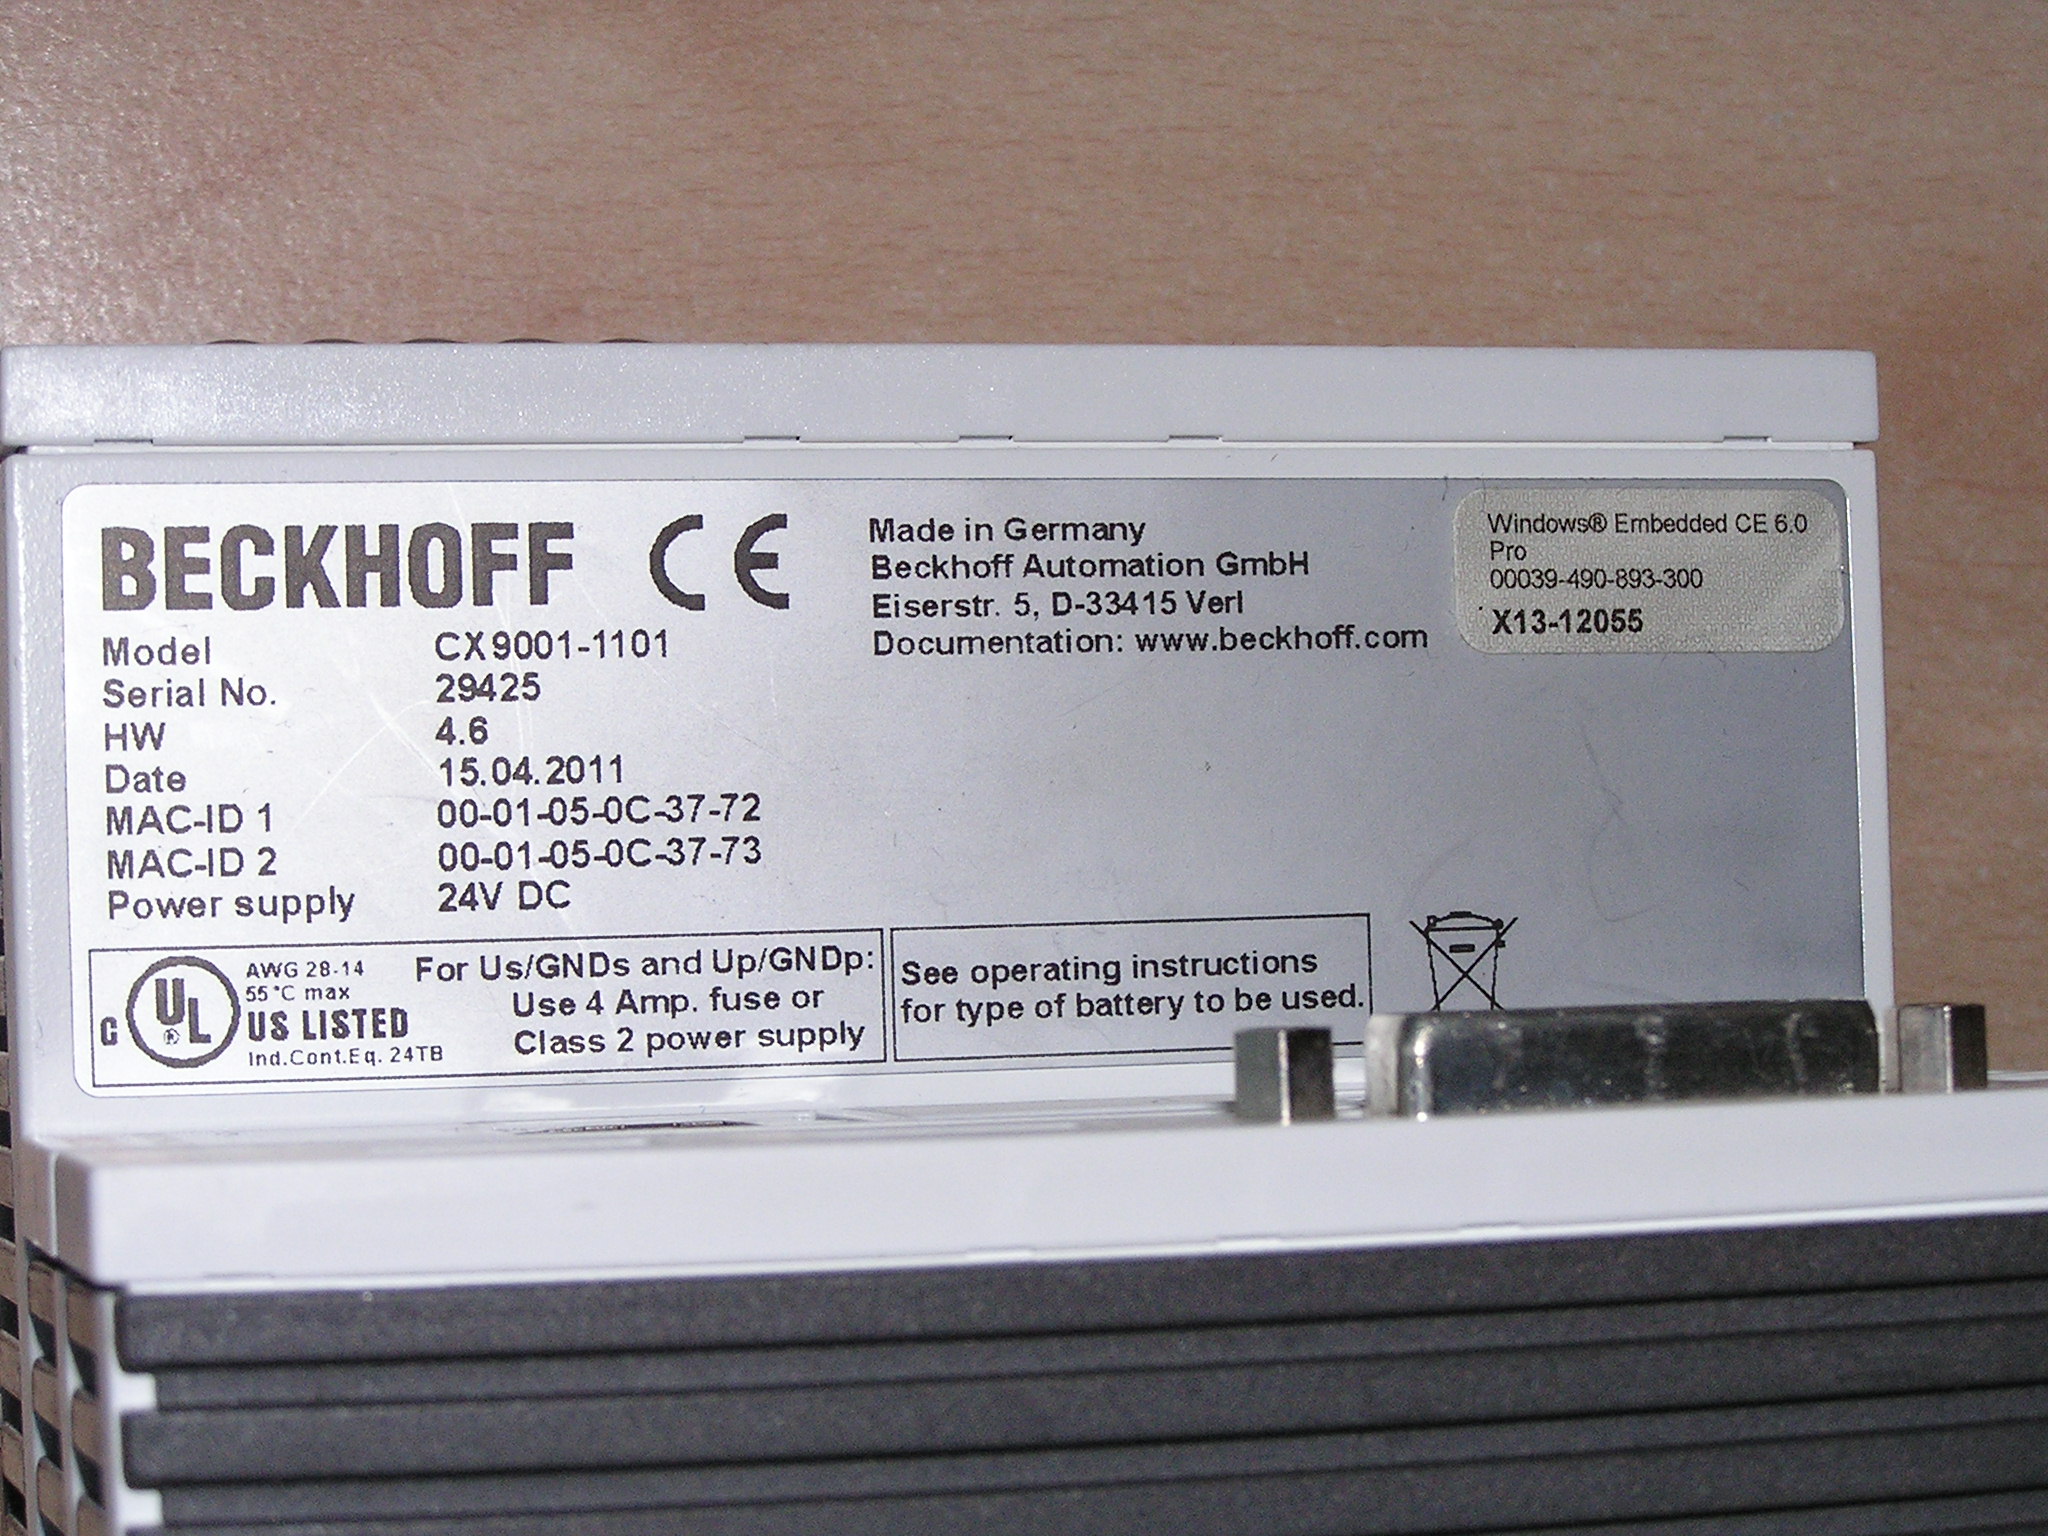 BECKHOFF CE
Made in Germany
Beckhoff Automation GmbH
Eiserstr. 5, D-33415 Verl
Documentation: www.beckhoff.com
Windows® Embedded CE 6.0
Pro
00039-490-893-300
X13-12055
Model CX9001-1101
Serial No. 29425
HW 4.6
Date 15.04.2011
MAC-ID 1 00-01-05-0C-37-72
MAC-ID 2 00-01-05-0C-37-73
Power supply 24V DC
C UL ® AWG 28-14
55°C max
US LISTED
Ind.Cont.Eq. 24TB
For Us/GNDs and Up/GNDp:
Use 4 Amp. fuse or
Class 2 power supply
See operating instructions
for type of battery to be used.